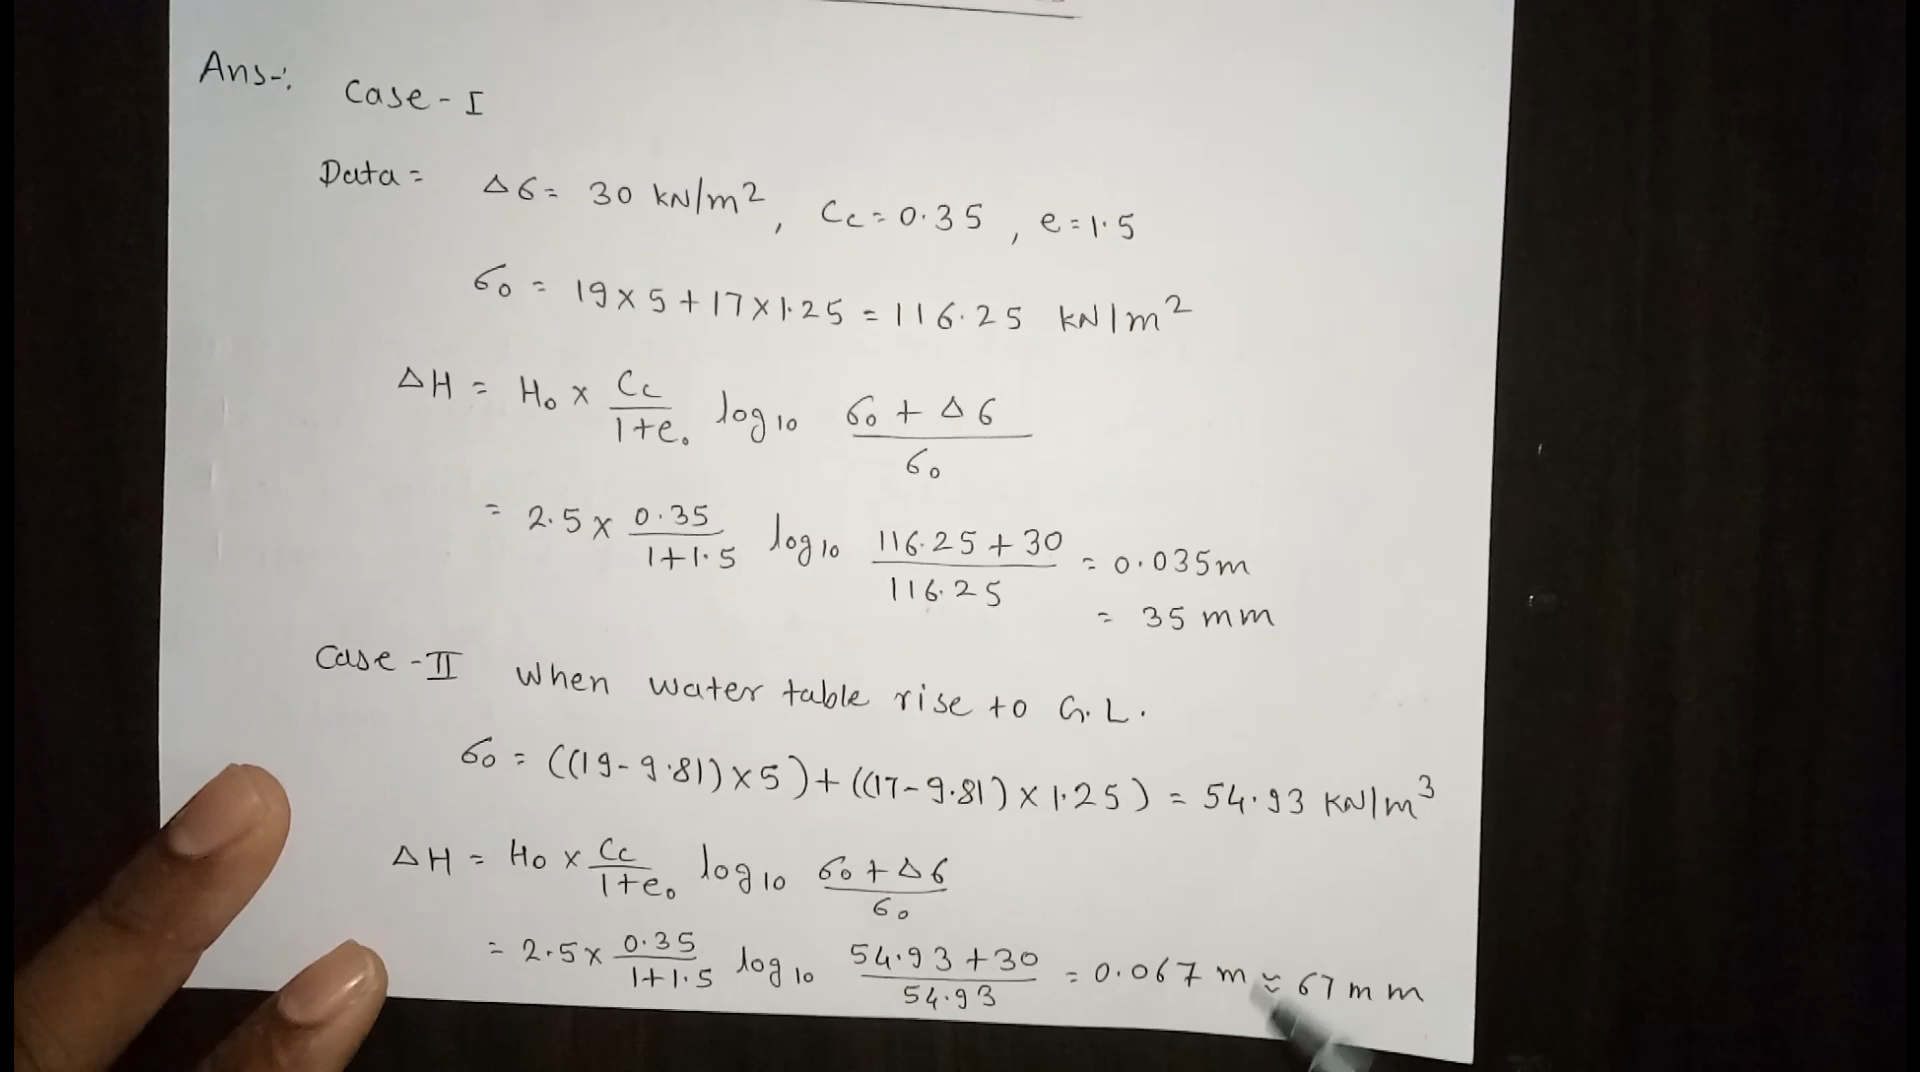 Ans-:
Case - I
Data = Δσ = 30 kN/m², Cc = 0.35, e = 1.5
σ₀ = 19 × 5 + 17 × 1.25 = 116.25 kN/m²
ΔH = H₀ × Cc/1+e₀ log₁₀ σ₀ + Δσ/σ₀
= 2.5 × 0.35/1+1.5 log₁₀ 116.25 + 30/116.25 = 0.035m
= 35 mm
Case - II When water table rise to G.L.
σ₀ = ((19 - 9.81) × 5) + ((17 - 9.81) × 1.25) = 54.93 KN/m³
ΔH = H₀ × Cc/1+e₀ log₁₀ σ₀ + Δσ/σ₀
= 2.5 × 0.35/1+1.5 log₁₀ 54.93 + 30/54.93 = 0.067 m ≈ 67 mm